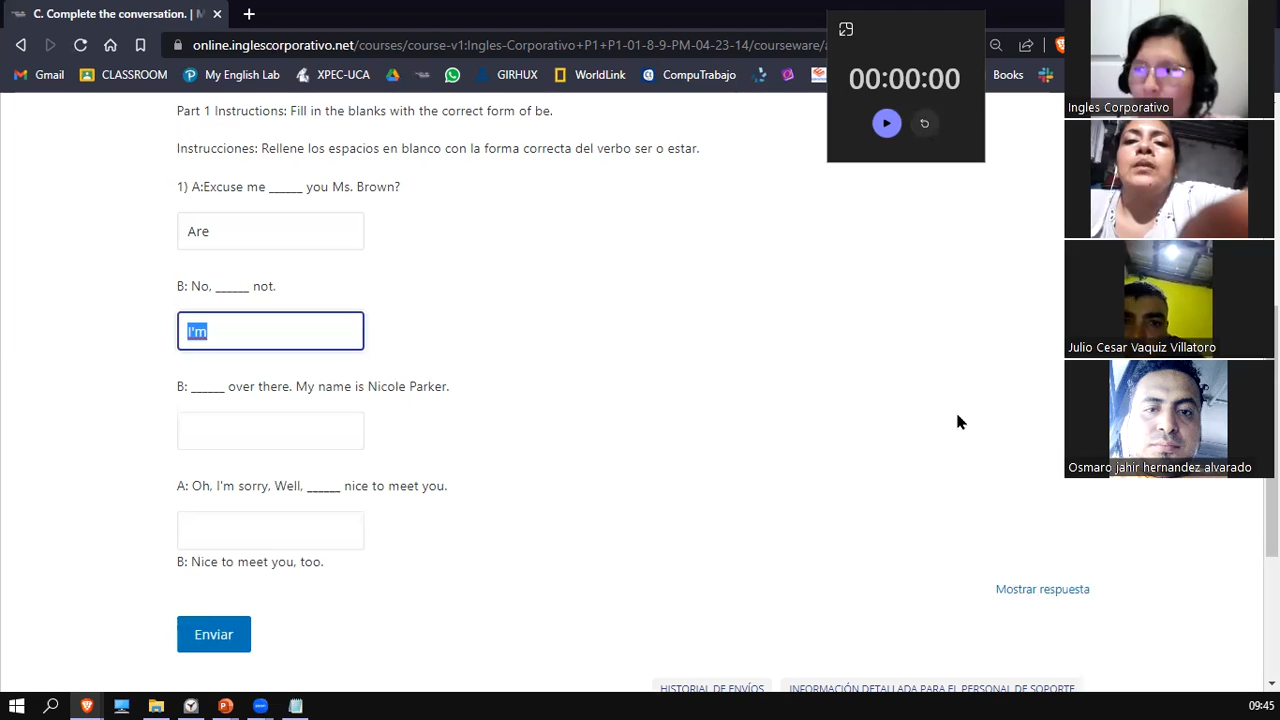 C. Complete the conversation. | M
online.inglescorporativo.net/courses/course-v1:Ingles-Corporativo+P1+P1-01-8-9-PM-04-23-14/courseware/a
Gmail
CLASSROOM
My English Lab
XPEC-UCA
GIRHUX
WorldLink
CompuTrabajo
Books
00:00:00
Ingles Corporativo
Part 1 Instructions: Fill in the blanks with the correct form of be.
Instrucciones: Rellene los espacios en blanco con la forma correcta del verbo ser o estar.
1) A:Excuse me ______ you Ms. Brown?
Are
B: No, ______ not.
I'm
Julio Cesar Vaquiz Villatoro
B: ______ over there. My name is Nicole Parker.
Osmaro jahir hernandez alvarado
A: Oh, I'm sorry, Well, ______ nice to meet you.
B: Nice to meet you, too.
Mostrar respuesta
Enviar
HISTORIAL DE ENVÍOS
INFORMACIÓN DETALLADA PARA EL PERSONAL DE SOPORTE
09:45